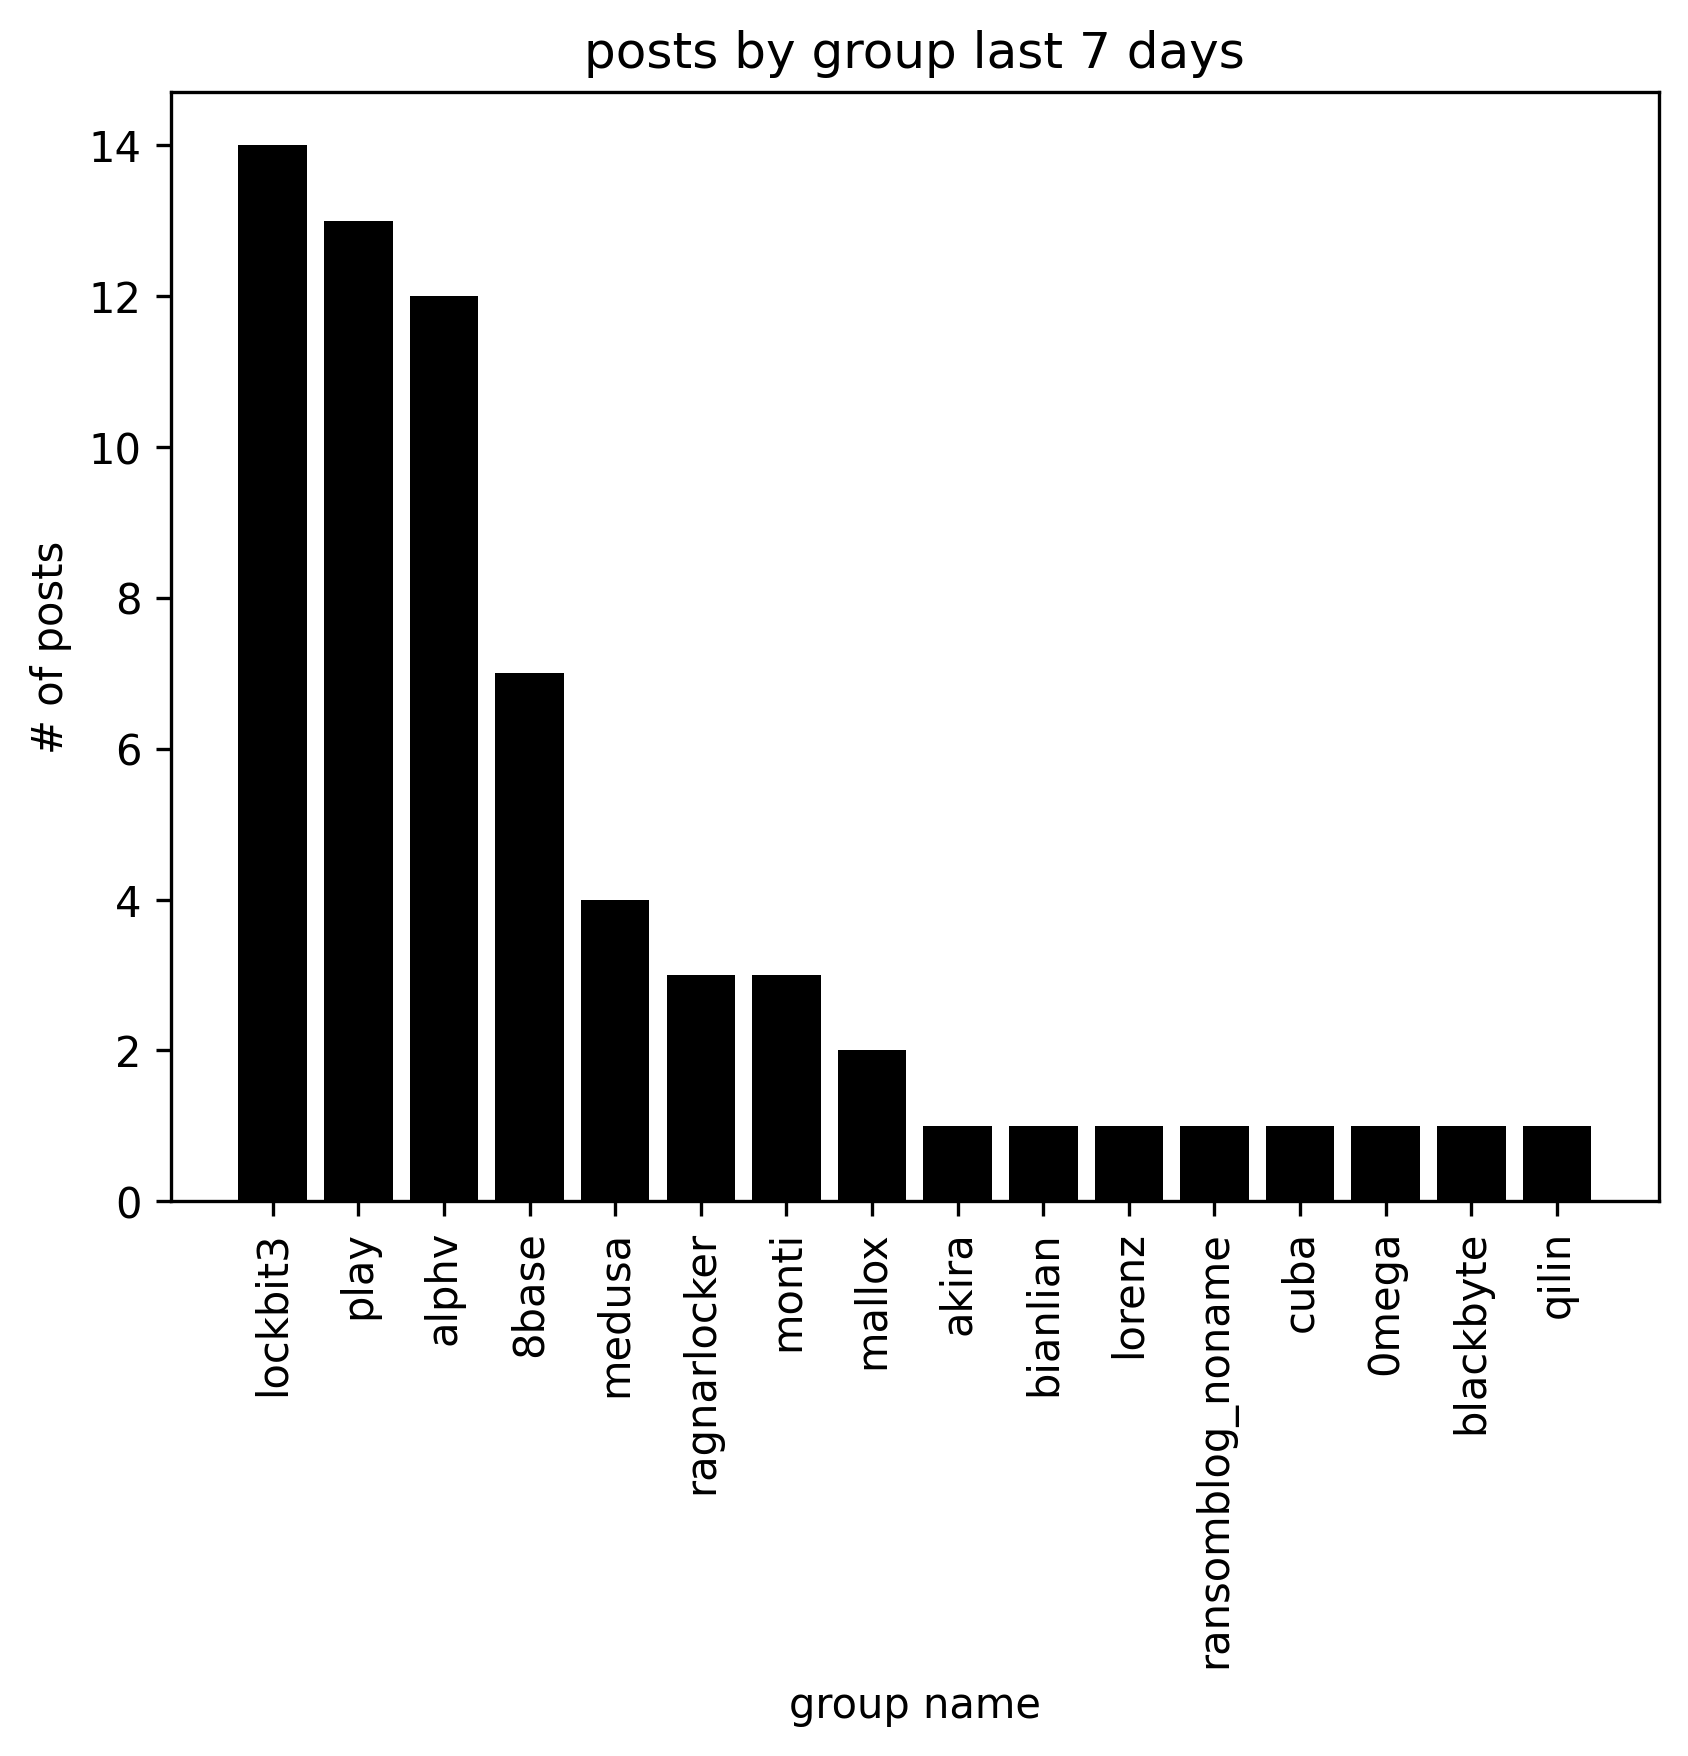 posts by group last 7 days
14
12
10
8
6
4
2
0
# of posts
lockbit3
play
alphv
8base
medusa
ragnarlocker
monti
mallox
akira
bianlian
lorenz
ransomblog_noname
cuba
0mega
blackbyte
qilin
group name